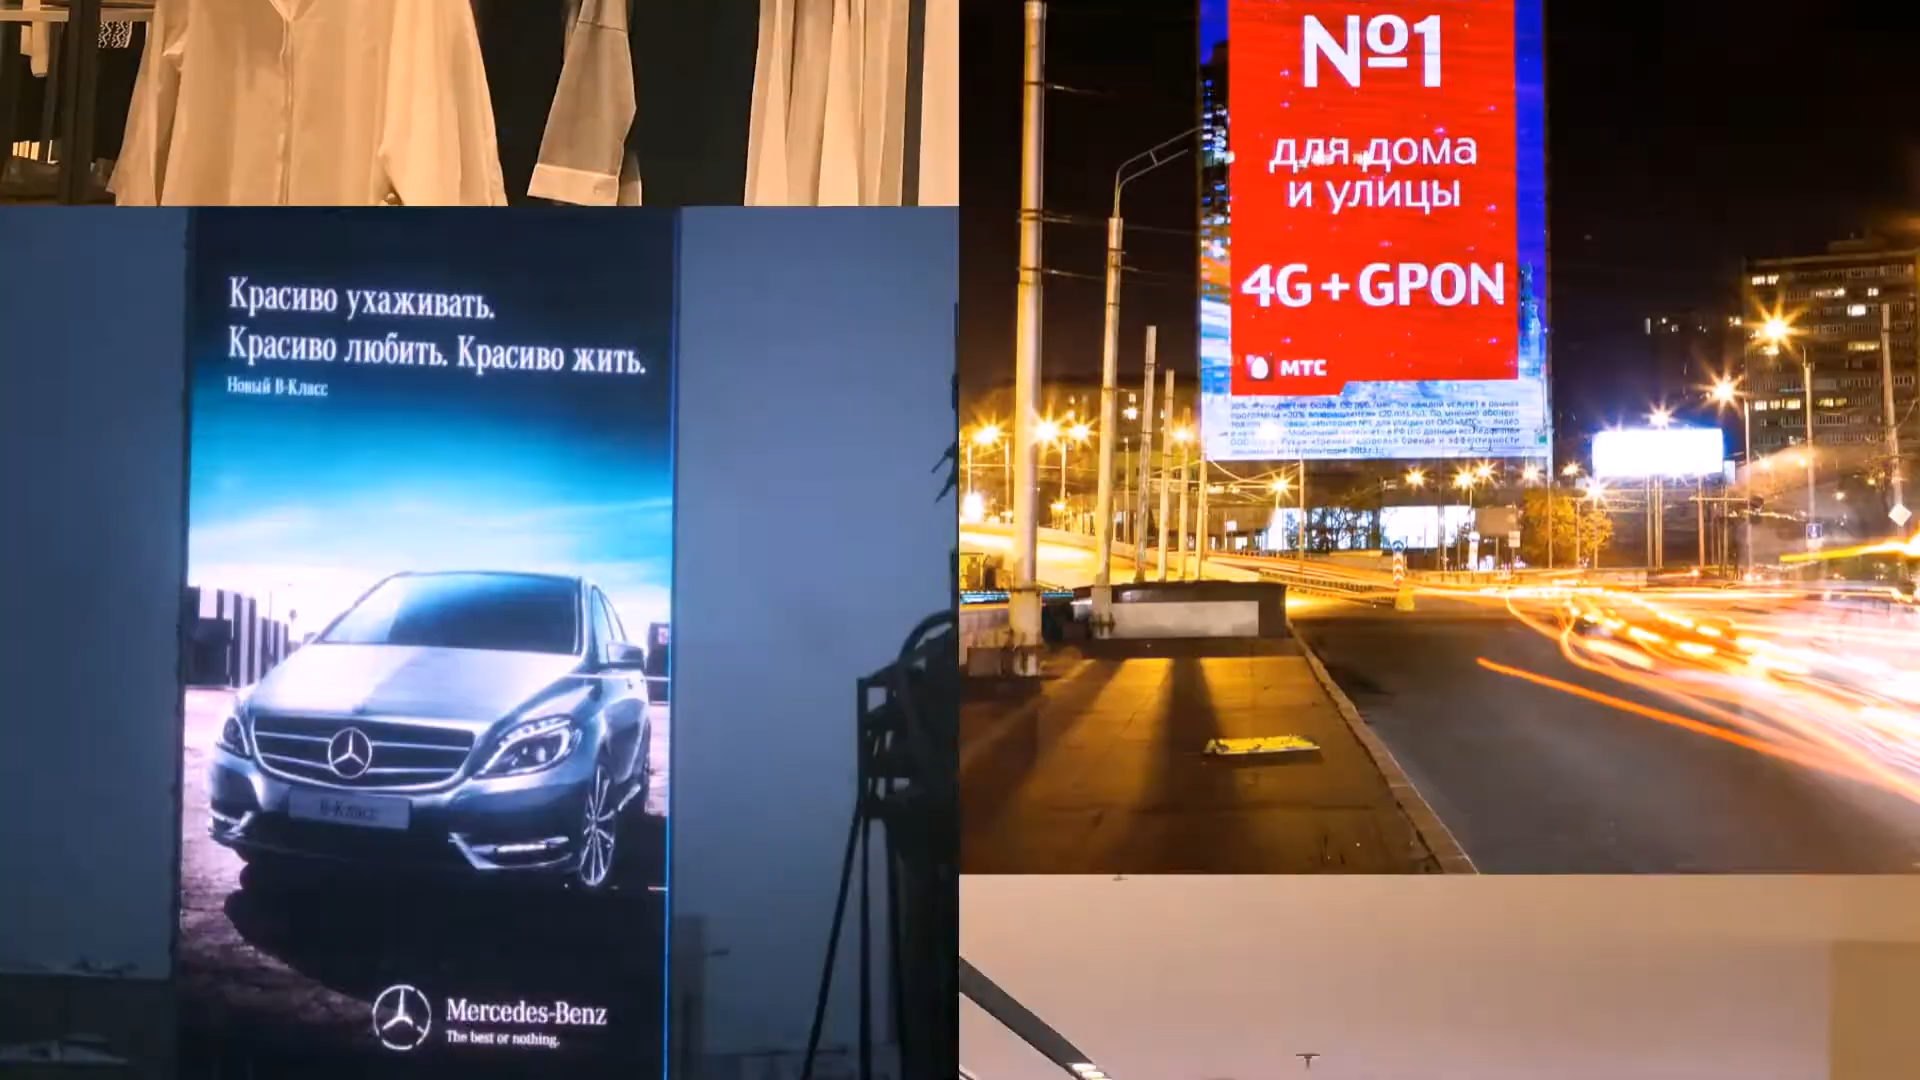 Красиво ухаживать.
Красиво любить. Красиво жить.
Новый B-Класс
B-Класс
Mercedes-Benz
The best or nothing.
№1
для дома
и улицы
4G+GPON
МТС